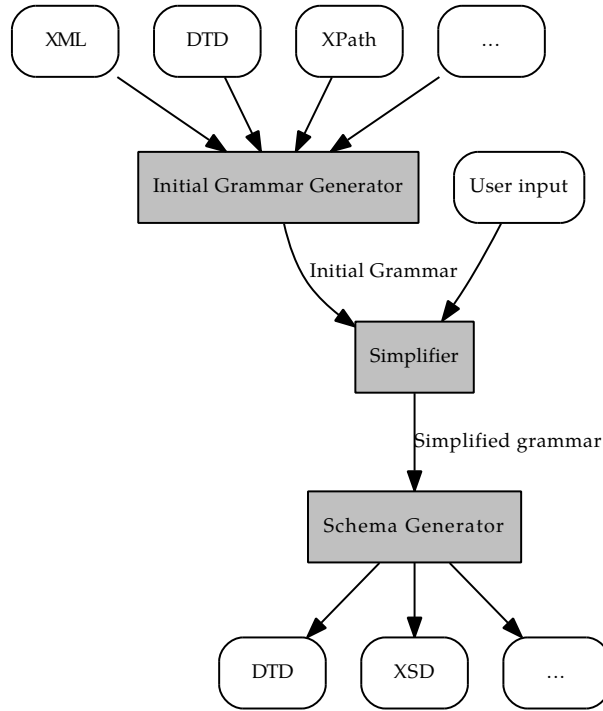 XML
DTD
XPath
...
Initial Grammar Generator
User input
Initial Grammar
Simplifier
Simplified grammar
Schema Generator
DTD
XSD
...